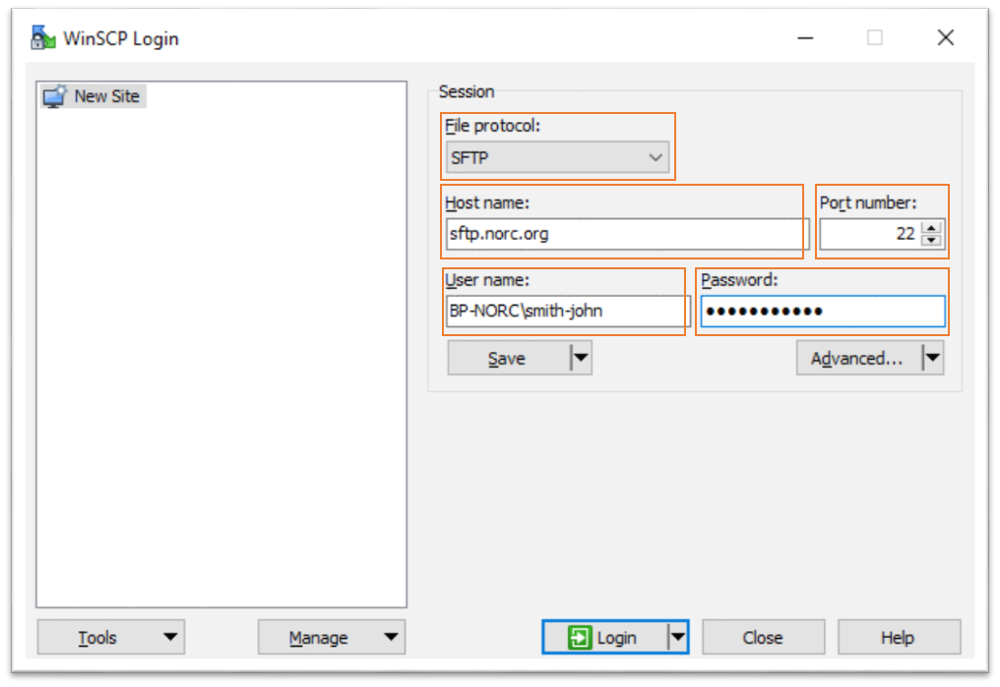 WinSCP Login
New Site
Session
File protocol:
SFTP
Host name:
Port number:
sftp.norc.org
22
User name:
Password:
BP-NORC\smith-john
●●●●●●●●●●●
Save
Advanced...
Tools
Manage
Login
Close
Help